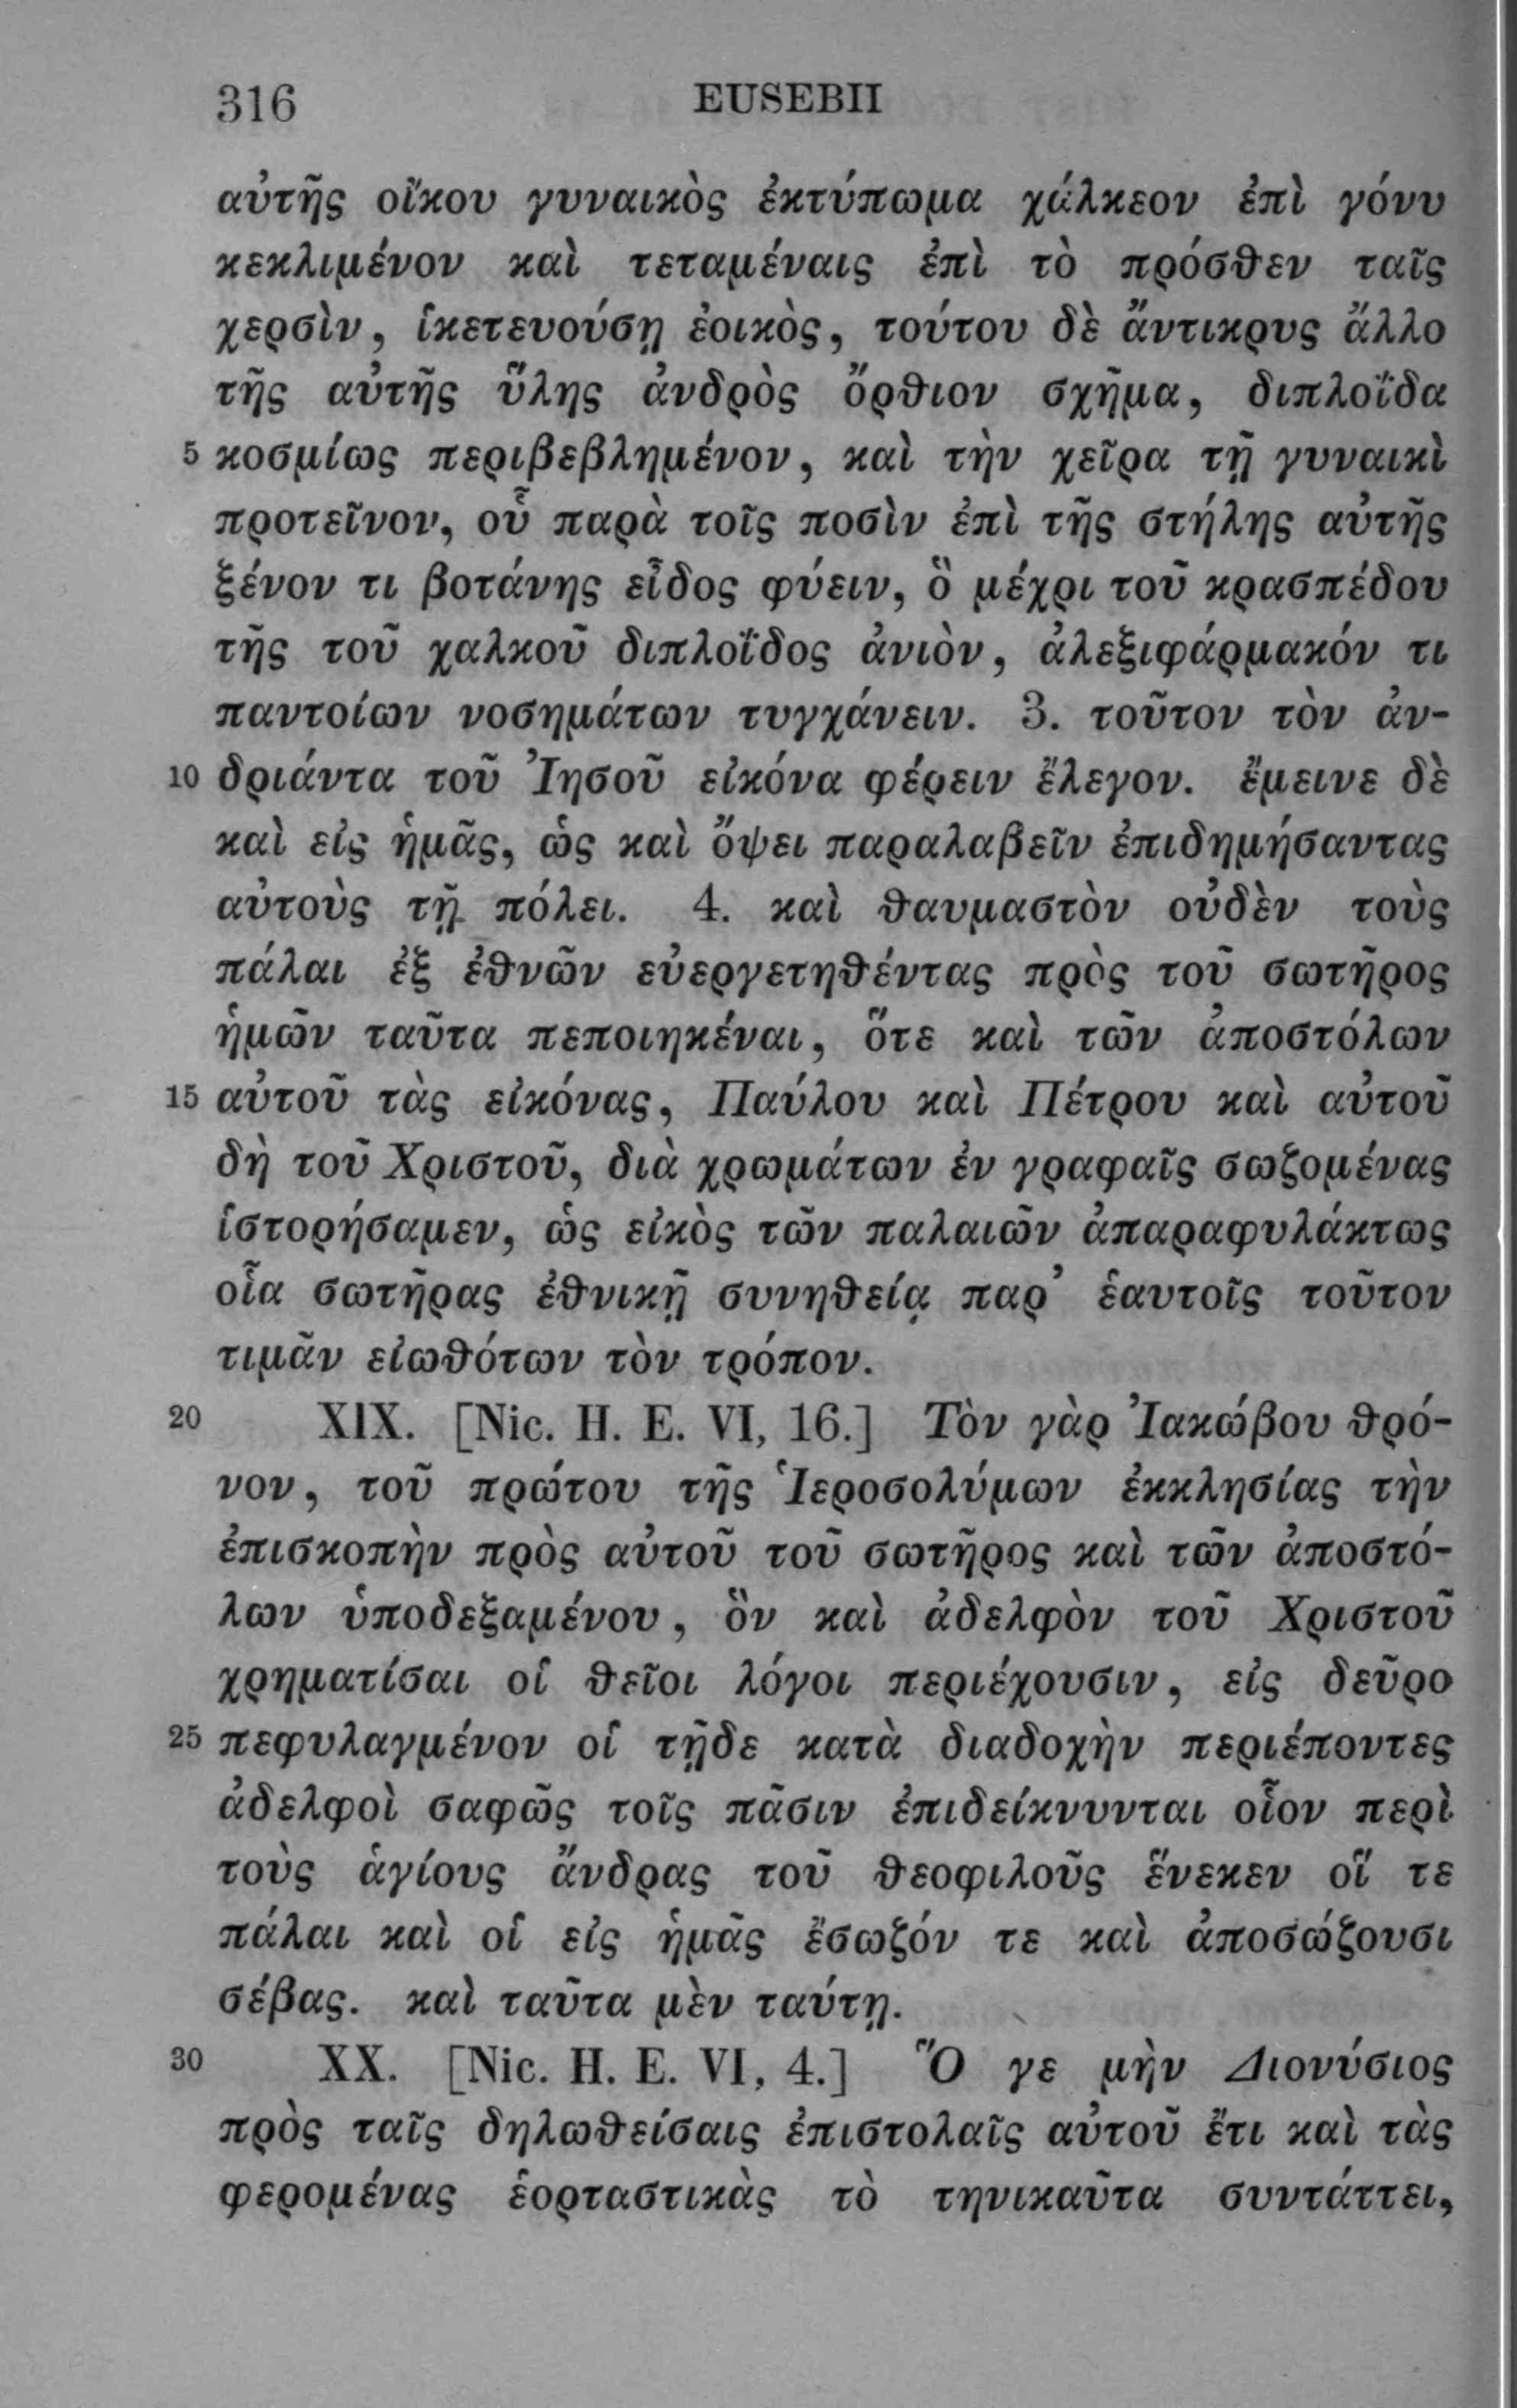 316 EUSEBII
αὐτῆς οἴκου γυναικὸς ἐκτύπωμα χάλκεον ἐπὶ γόνυ
κεκλιμένον καὶ τεταμέναις ἐπὶ τὸ πρόσθεν ταῖς
χερσὶν, ἱκετευούσῃ ἐοικὸς, τούτου δὲ ἄντικρυς ἄλλο
τῆς αὐτῆς ὕλης ἀνδρὸς ὄρθιον σχῆμα, διπλοΐδα
5 κοσμίως περιβεβλημένον, καὶ τὴν χεῖρα τῇ γυναικὶ
προτεῖνον, οὗ παρὰ τοῖς ποσὶν ἐπὶ τῆς στήλης αὐτῆς
ξένον τι βοτάνης εἶδος φύειν, ὃ μέχρι τοῦ κρασπέδου
τῆς τοῦ χαλκοῦ διπλοΐδος ἀνιὸν, ἀλεξιφάρμακόν τι
παντοίων νοσημάτων τυγχάνειν. 3. τοῦτον τὸν ἀν-
10 δριάντα τοῦ Ἰησοῦ εἰκόνα φέρειν ἔλεγον. ἔμεινε δὲ
καὶ εἰς ἡμᾶς, ὡς καὶ ὄψει παραλαβεῖν ἐπιδημήσαντας
αὐτοὺς τῇ πόλει. 4. καὶ θαυμαστὸν οὐδὲν τοὺς
πάλαι ἐξ ἐθνῶν εὐεργετηθέντας πρὸς τοῦ σωτῆρος
ἡμῶν ταῦτα πεποιηκέναι, ὅτε καὶ τῶν ἀποστόλων
15 αὐτοῦ τὰς εἰκόνας, Παύλου καὶ Πέτρου καὶ αὐτοῦ
δὴ τοῦ Χριστοῦ, διὰ χρωμάτων ἐν γραφαῖς σωζομένας
ἱστορήσαμεν, ὡς εἰκὸς τῶν παλαιῶν ἀπαραφυλάκτως
οἷα σωτῆρας ἐθνικῇ συνηθείᾳ παρ’ ἑαυτοῖς τοῦτον
τιμᾶν εἰωθότων τὸν τρόπον.
20 XIX. [Nic. H. E. VI, 16.] Τὸν γὰρ Ἰακώβου θρό-
νον, τοῦ πρώτου τῆς Ἱεροσολύμων ἐκκλησίας τὴν
ἐπισκοπὴν πρὸς αὐτοῦ τοῦ σωτῆρος καὶ τῶν ἀποστό-
λων ὑποδεξαμένου, ὃν καὶ ἀδελφὸν τοῦ Χριστοῦ
χρηματίσαι οἱ θεῖοι λόγοι περιέχουσιν, εἰς δεῦρο
25 πεφυλαγμένον οἱ τῇδε κατὰ διαδοχὴν περιέποντες
ἀδελφοὶ σαφῶς τοῖς πᾶσιν ἐπιδείκνυνται οἷον περὶ
τοὺς ἁγίους ἄνδρας τοῦ θεοφιλοῦς ἕνεκεν οἵ τε
πάλαι καὶ οἱ εἰς ἡμᾶς ἔσωζόν τε καὶ ἀποσώζουσι
σέβας. καὶ ταῦτα μὲν ταύτῃ.
30 XX. [Nic. H. E. VI, 4.] Ὅ γε μὴν Διονύσιος
πρὸς ταῖς δηλωθείσαις ἐπιστολαῖς αὐτοῦ ἔτι καὶ τὰς
φερομένας ἑορταστικὰς τὸ τηνικαῦτα συντάττει,